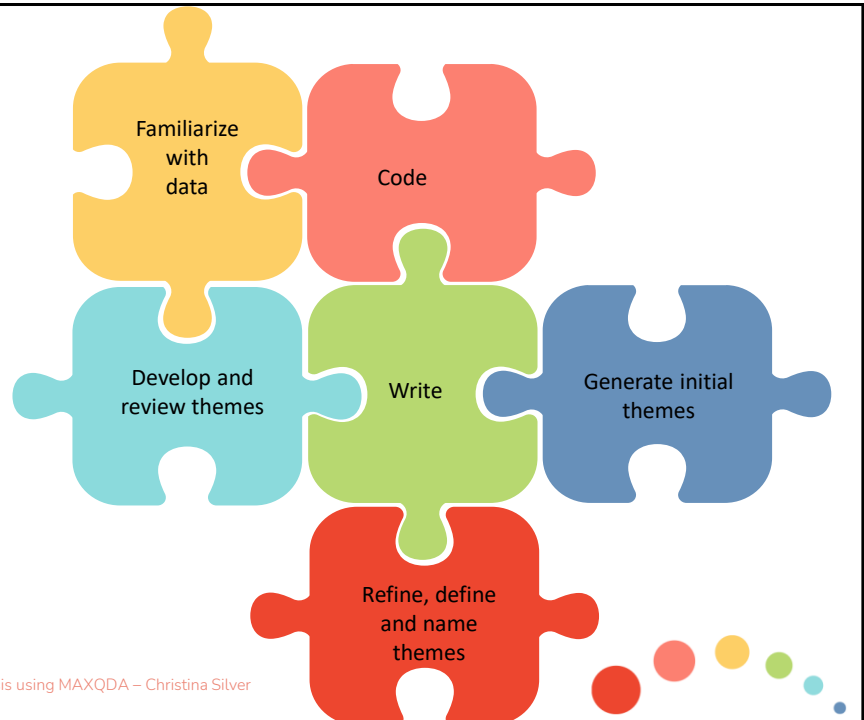 Familiarize
with
data
Code
Develop and
review themes
Write
Generate initial
themes
Refine, define
and name
themes
is using MAXQDA – Christina Silver